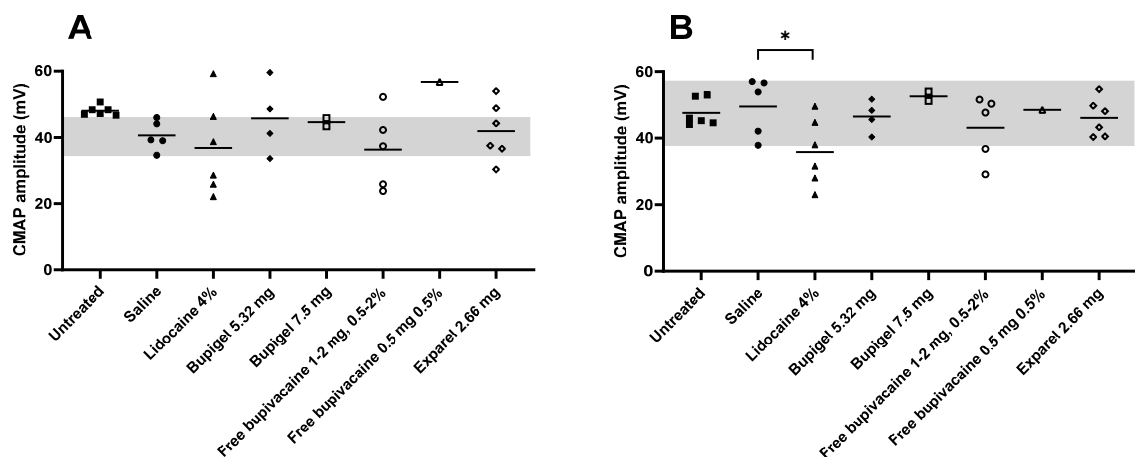 A
CMAP amplitude (mV)
60
40
20
0
Untreated
Saline
Lidocaine 4%
Bupigel 5.32 mg
Bupigel 7.5 mg
Free bupivacaine 1-2 mg, 0.5-2%
Free bupivacaine 0.5 mg 0.5%
Exparel 2.66 mg
B
*
CMAP amplitude (mV)
60
40
20
0
Untreated
Saline
Lidocaine 4%
Bupigel 5.32 mg
Bupigel 7.5 mg
Free bupivacaine 1-2 mg, 0.5-2%
Free bupivacaine 0.5 mg 0.5%
Exparel 2.66 mg